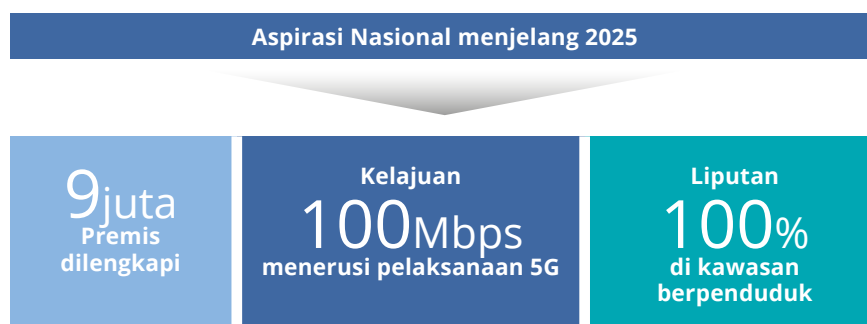 Aspirasi Nasional menjelang 2025
9juta
Premis
dilengkapi
Kelajuan
100Mbps
menerusi pelaksanaan 5G
Liputan
100%
di kawasan
berpenduduk